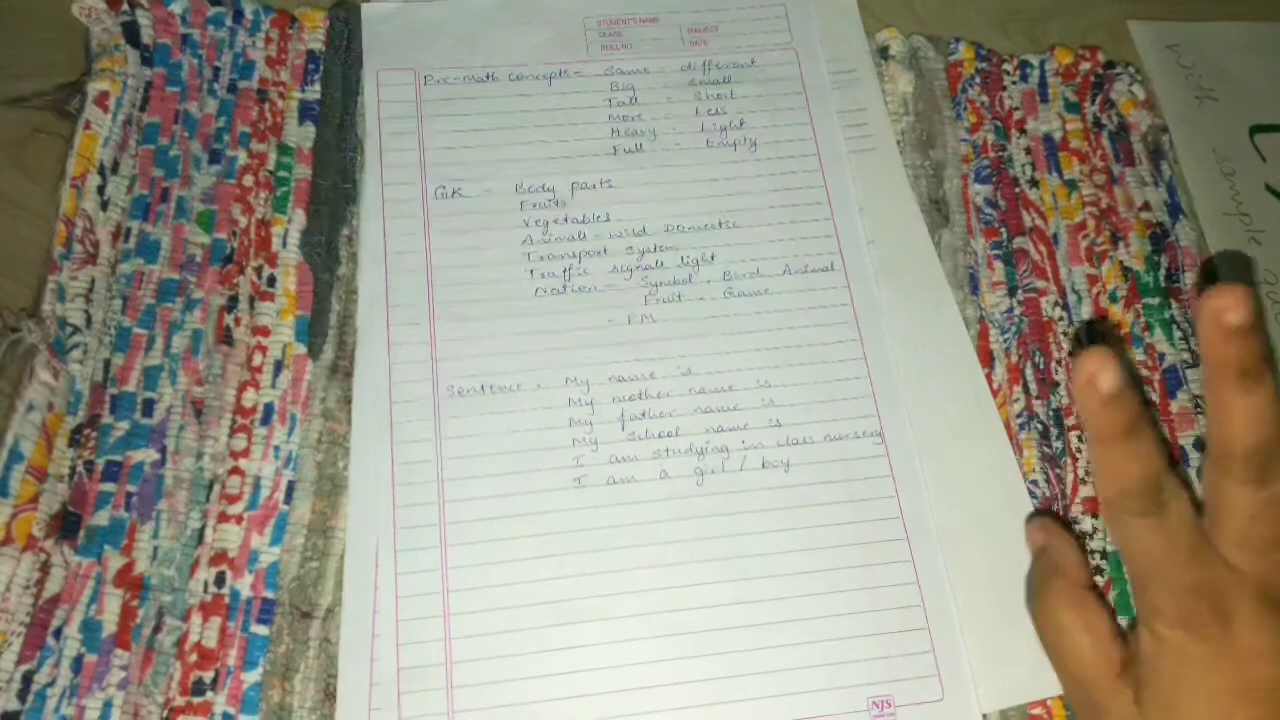 STUDENT'S NAME
CLASS SUBJECT
ROLL NO. DATE
Pre-math concepts - Same - different
Big - Small
Tall - Short
More - Less
Heavy - Light
Full - Empty
GK - Body parts
Fruits
Vegetables
Animals - Wild Domestic
Transport System
Traffic signals light
Nation - Symbol, Bird Animal
Fruit, Game
- PM
Sentence - My name is
My mother name is
My father name is
My School name is
I am studying in class nursery
I am a girl / boy
NJS
with
sample